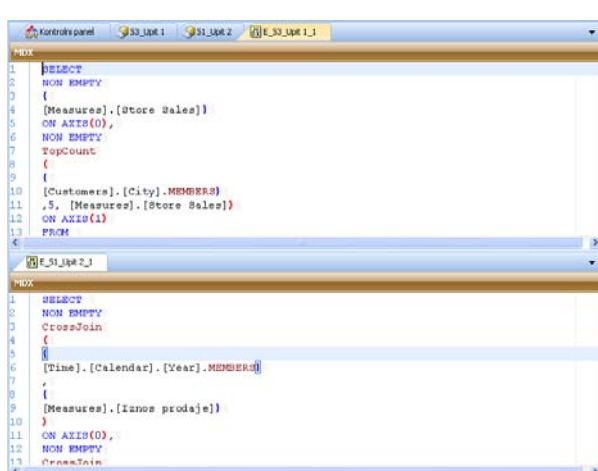 Kontrolni panel S3_Upit 1 S1_Upit 2 E_S3_Upit 1_1
MDX
1 SELECT
2 NON EMPTY
3 {
4 [Measures].[Store Sales]}
5 ON AXIS(0),
6 NON EMPTY
7 TopCount
8 (
9 {
10 [Customers].[City].MEMBERS}
11 ,5, [Measures].[Store Sales])
12 ON AXIS(1)
13 FROM
E_S1_Upit 2_1
MDX
1 SELECT
2 NON EMPTY
3 CrossJoin
4 (
5 {
6 [Time].[Calendar].[Year].MEMBERS}
7 ,
8 {
9 [Measures].[Iznos prodaje]}
10 )
11 ON AXIS(0),
12 NON EMPTY
13 CrossJoin